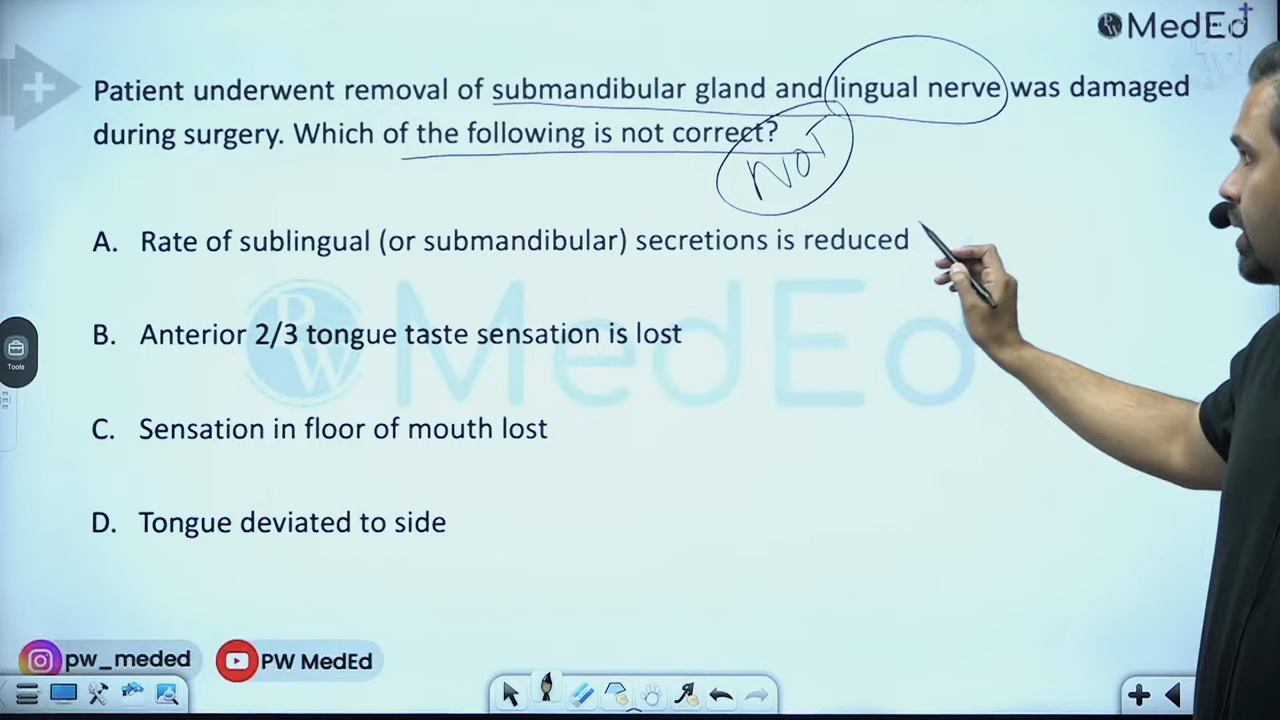 MedEd
Patient underwent removal of submandibular gland and lingual nerve was damaged
during surgery. Which of the following is not correct?
NOT
A. Rate of sublingual (or submandibular) secretions is reduced
PW MedEd
B. Anterior 2/3 tongue taste sensation is lost
Tools
C. Sensation in floor of mouth lost
D. Tongue deviated to side
pw_meded PW MedEd